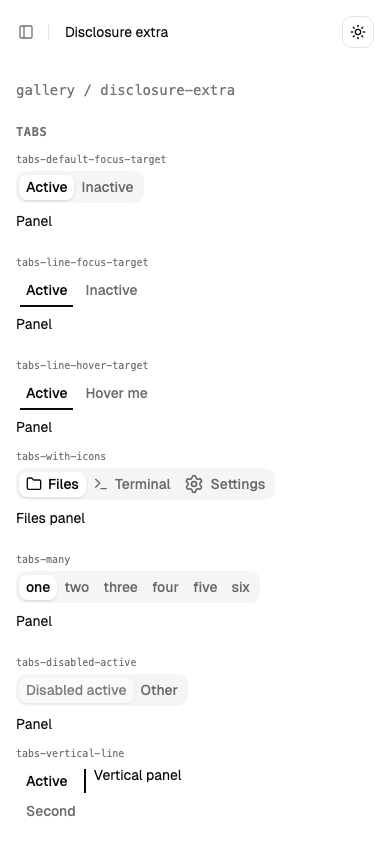 Disclosure extra
gallery / disclosure-extra
TABS
tabs-default-focus-target
Active Inactive
Panel
tabs-line-focus-target
Active Inactive
Panel
tabs-line-hover-target
Active Hover me
Panel
tabs-with-icons
Files Terminal Settings
Files panel
tabs-many
one two three four five six
Panel
tabs-disabled-active
Disabled active Other
Panel
tabs-vertical-line
Active Vertical panel
Second